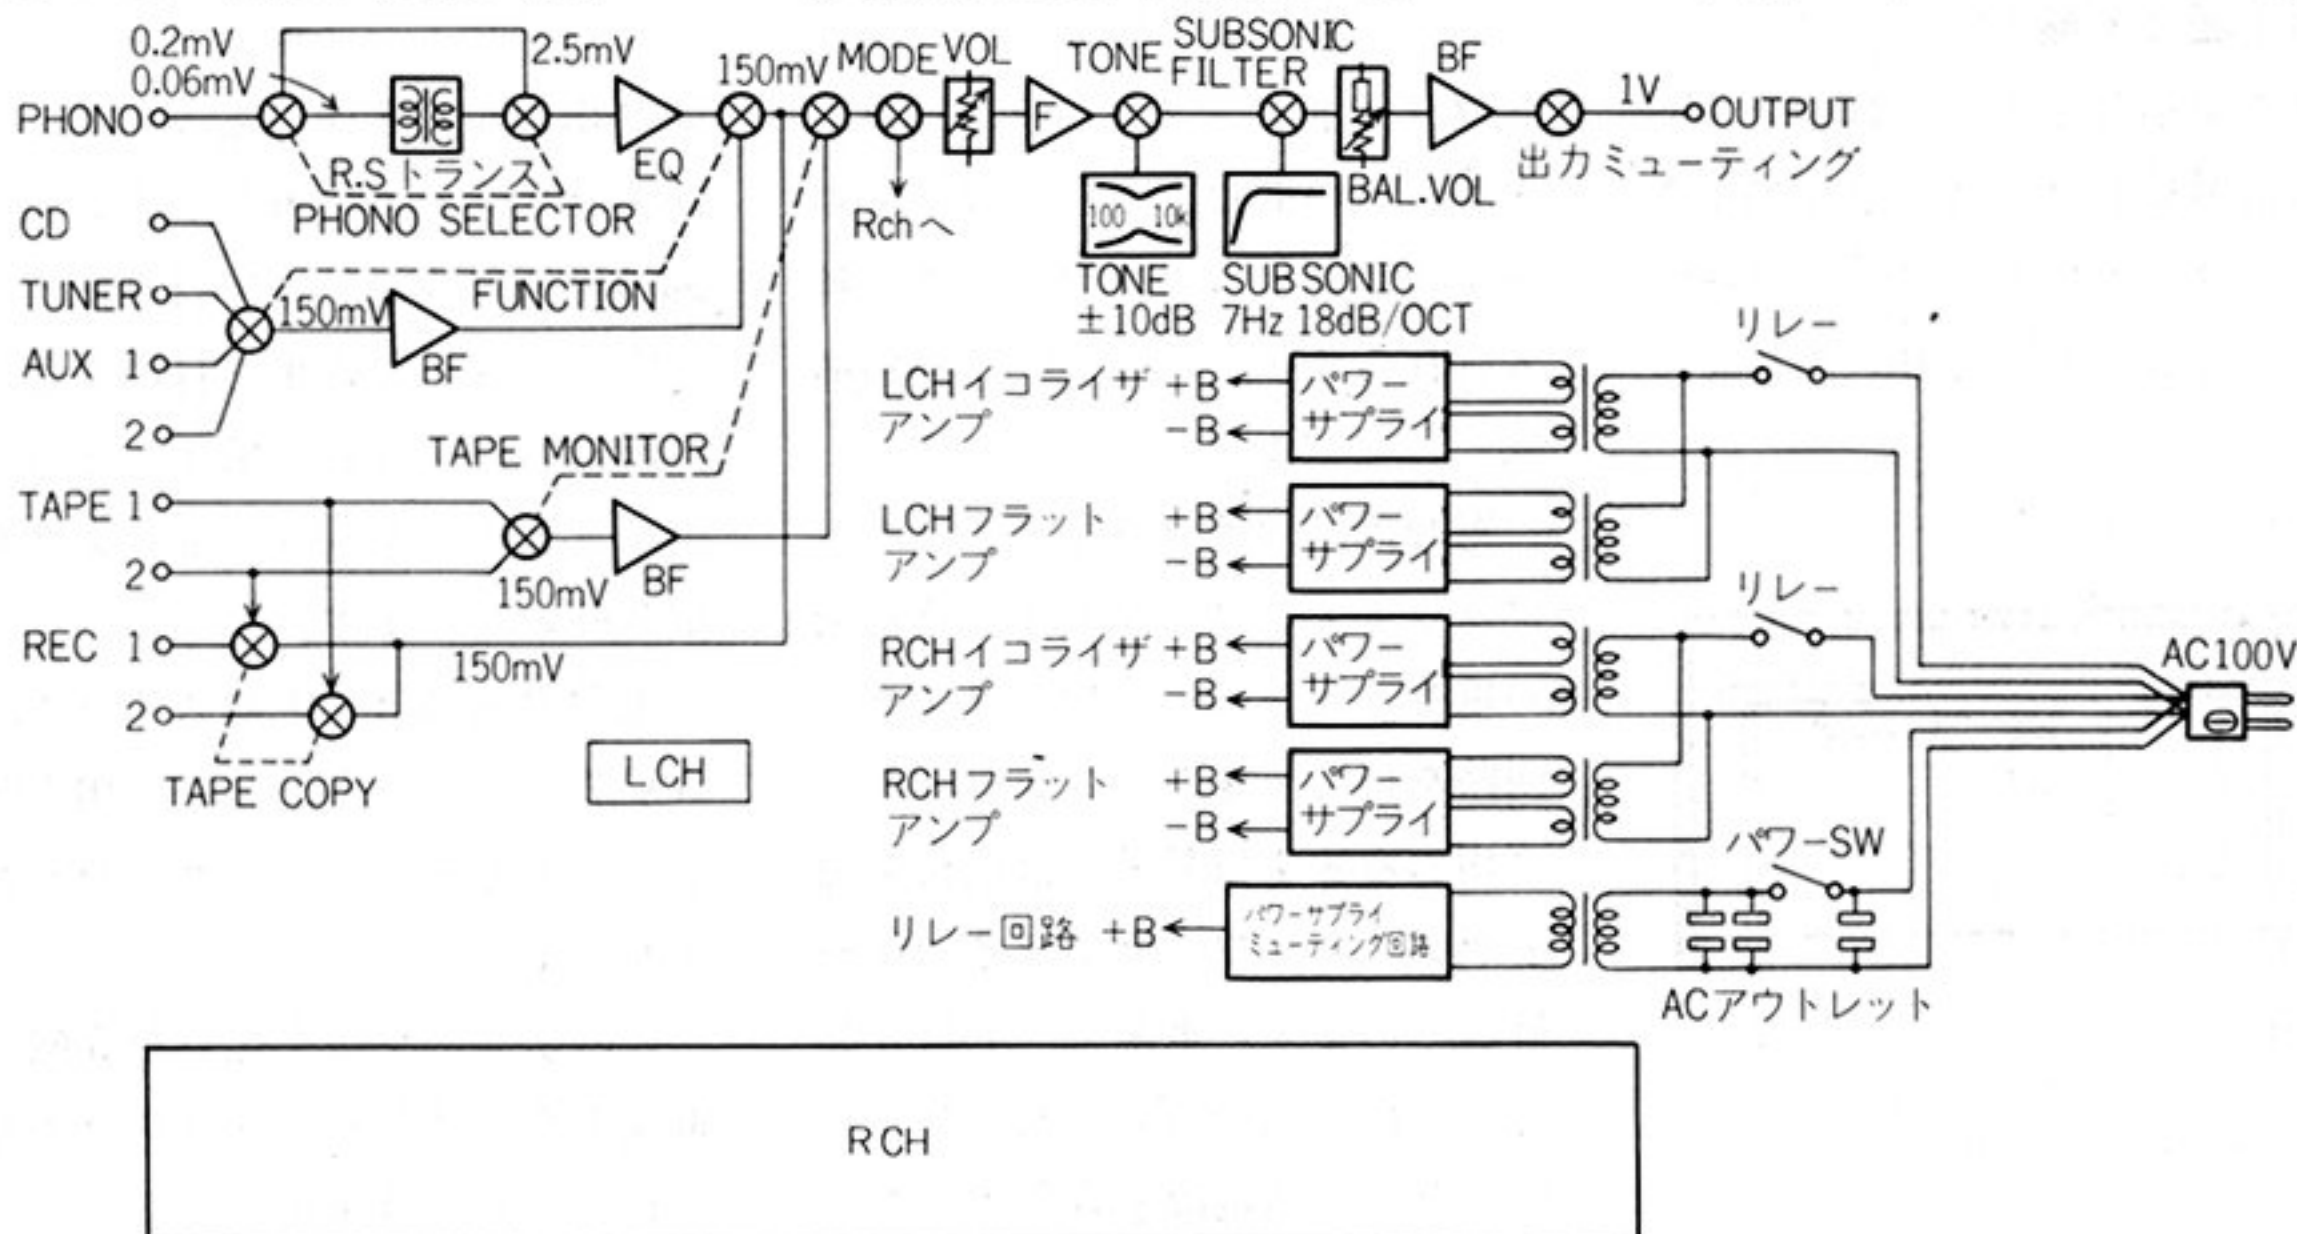 0.2mV
0.06mV
2.5mV
150mV
MODE
VOL
TONE
SUBSONIC
FILTER
BF
1V
PHONO
OUTPUT
F
EQ
R.Sトランス
出力ミューティング
PHONO SELECTOR
Rchへ
100 10k
BAL.VOL
CD
TUNER
150mV
FUNCTION
TONE
±10dB
SUBSONIC
7Hz 18dB/OCT
AUX 1
BF
2
TAPE MONITOR
TAPE 1
2
150mV
BF
REC 1
150mV
2
TAPE COPY
L CH
リレー
LCHイコライザ +B
アンプ -B
パワー
サプライ
LCHフラット +B
アンプ -B
パワー
サプライ
リレー
RCHイコライザ +B
アンプ -B
パワー
サプライ
AC100V
RCHフラット +B
アンプ -B
パワー
サプライ
パワーSW
リレー回路 +B
パワーサプライ
ミューティング回路
ACアウトレット
R CH